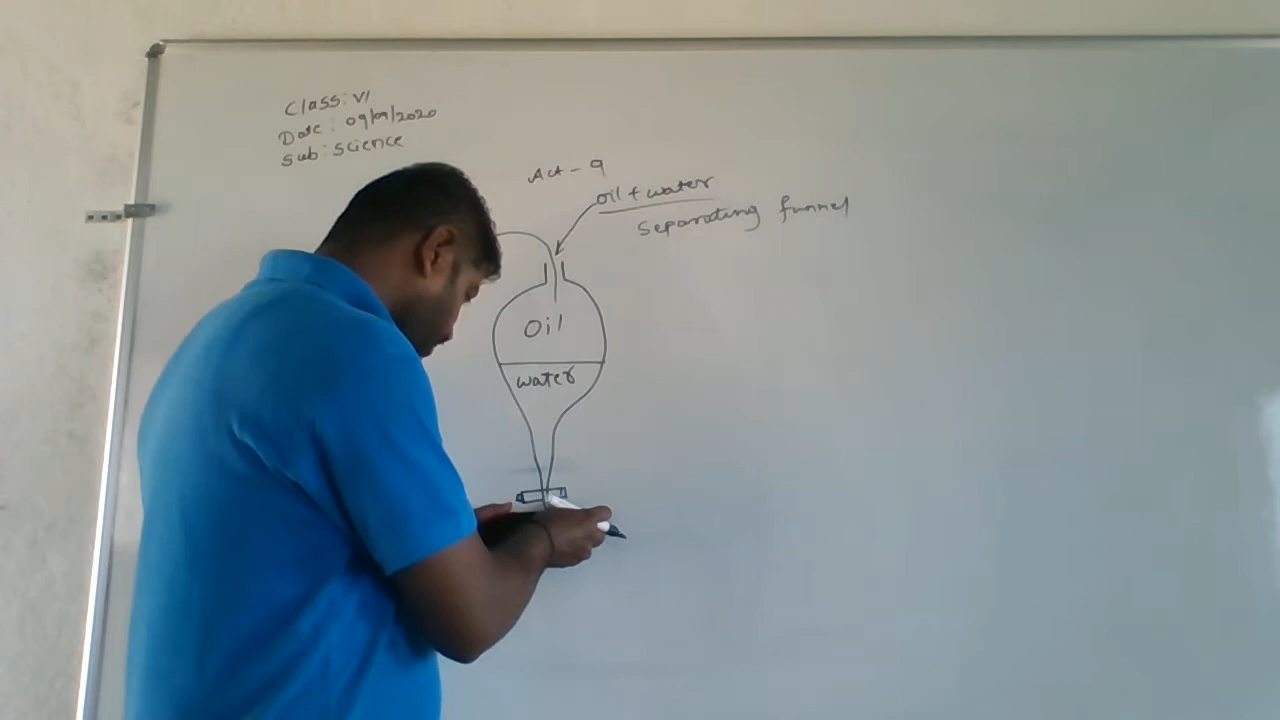 Class: VI
Date: 09/09/2020
Sub: Science
Act - 9
oil + water
Separating funnel
Oil
water